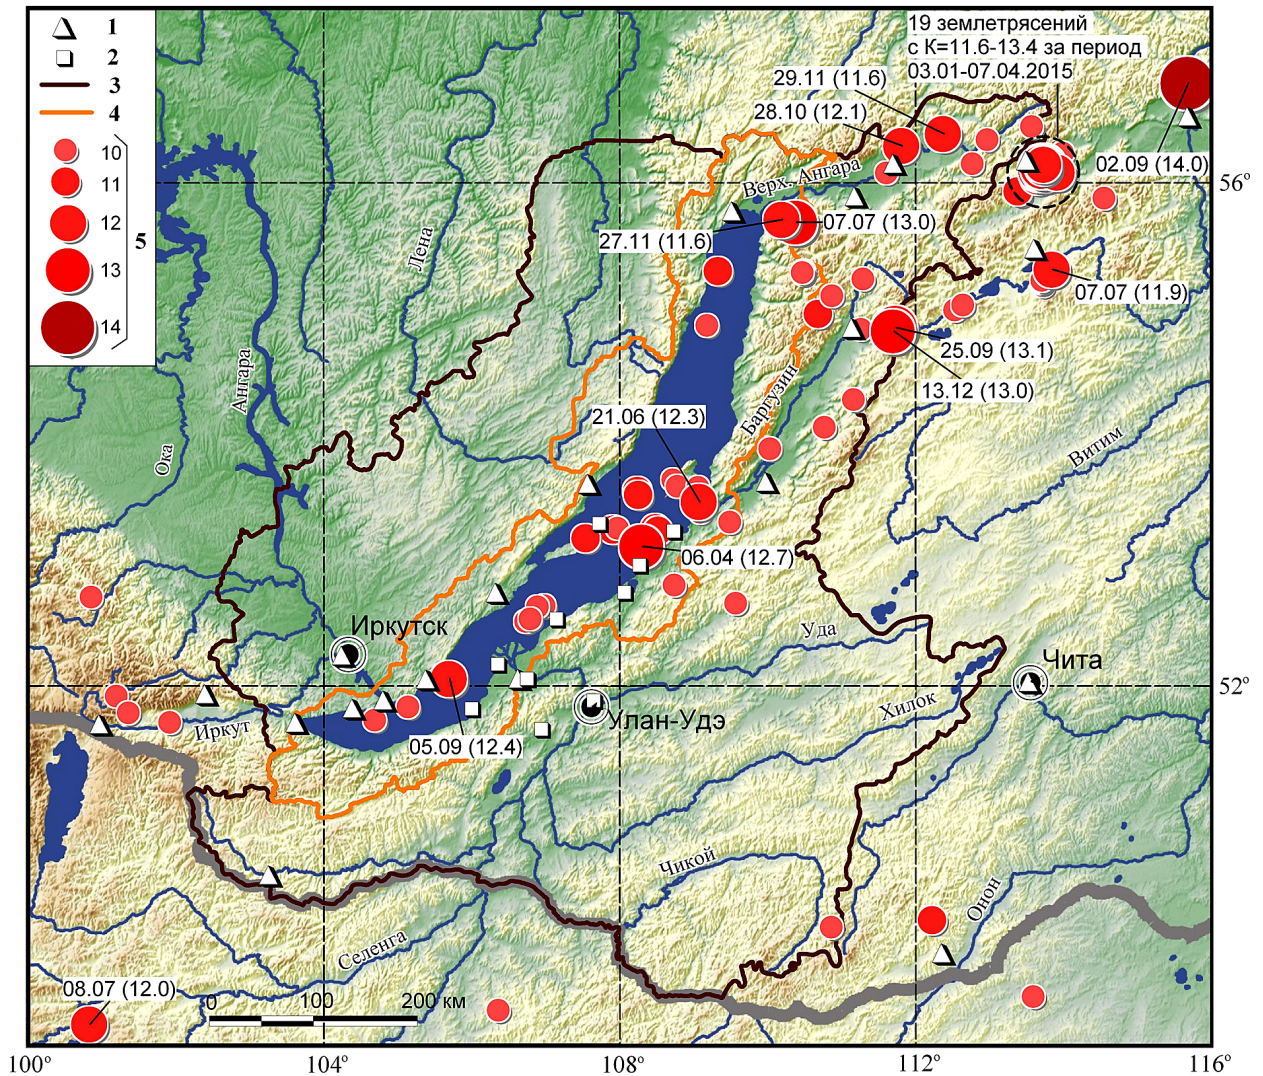 1
2
3
4
10
11
12
13
14
5
19 землетрясений
с К=11.6-13.4 за период
03.01-07.04.2015
29.11 (11.6)
28.10 (12.1)
02.09 (14.0)
56°
Верх. Ангара
07.07 (13.0)
27.11 (11.6)
Лена
07.07 (11.9)
25.09 (13.1)
13.12 (13.0)
Ангара
Баргузин
21.06 (12.3)
Ока
Витим
06.04 (12.7)
Иркутск
Уда
Чита
52°
Хилок
Улан-Удэ
Иркут
05.09 (12.4)
Чикой
Онон
Селенга
08.07 (12.0)
0 100 200 км
100° 104° 108° 112° 116°